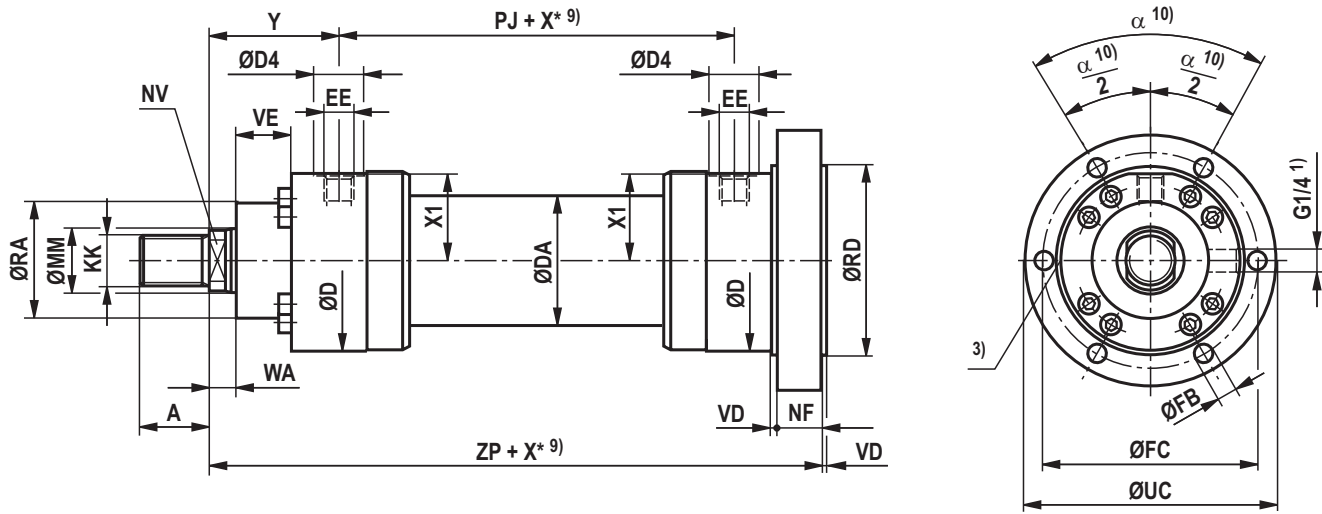 Y
PJ + X* 9)
ØD4
ØD4
NV
VE
EE
EE
ØRA
ØMM
KK
X1
ØDA
X1
ØRD
ØD
ØD
WA
A
VD
NF
VD
ZP + X* 9)
α 10)
α 10)
2
α 10)
2
G1/4 1)
3)
ØFB
ØFC
ØUC